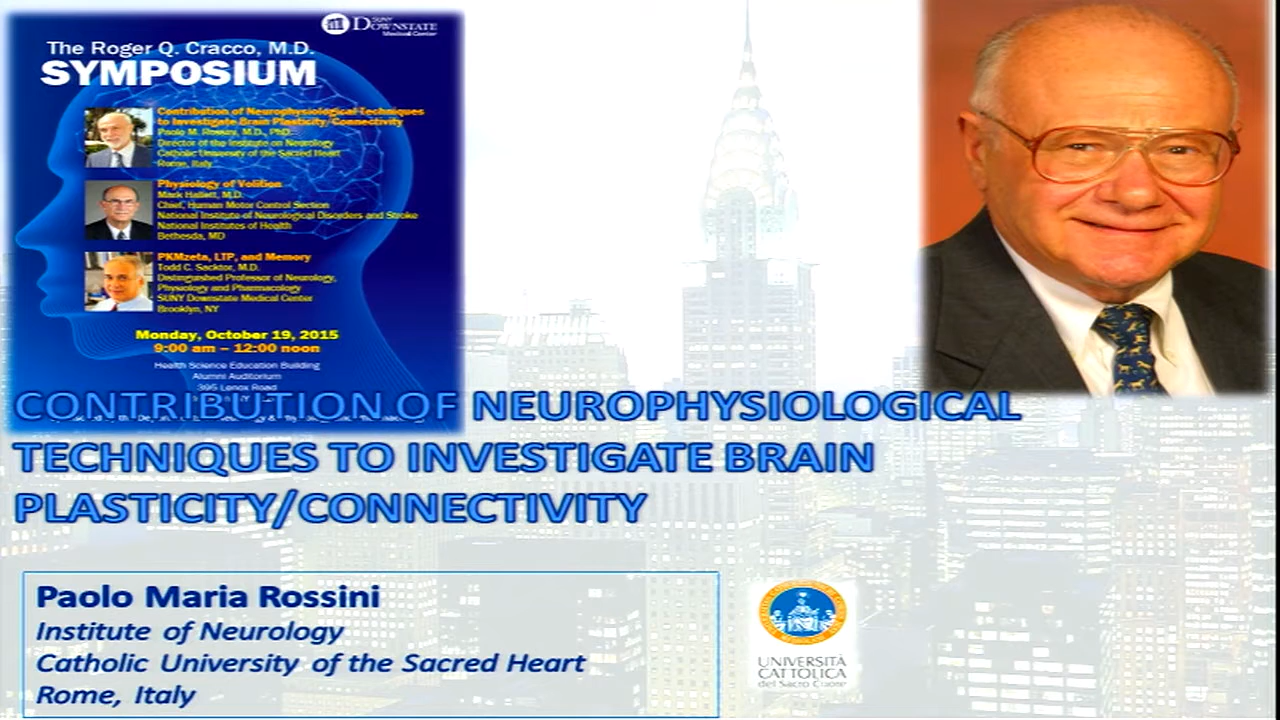 SUNY
DOWNSTATE
Medical Center
The Roger Q. Cracco, M.D.
SYMPOSIUM
Contribution of Neurophysiological Techniques
to Investigate Brain Plasticity/Connectivity
Paolo M. Rossini, M.D., PhD.
Director of the Institute on Neurology
Catholic University of the Sacred Heart
Rome, Italy
Physiology of Volition
Mark Hallett, M.D.
Chief, Human Motor Control Section
National Institute of Neurological Disorders and Stroke
National Institutes of Health
Bethesda, MD
PKMzeta, LTP, and Memory
Todd C. Sacktor, M.D.
Distinguished Professor of Neurology,
Physiology and Pharmacology
SUNY Downstate Medical Center
Brooklyn, NY
Monday, October 19, 2015
9:00 am – 12:00 noon
Health Science Education Building
Alumni Auditorium
395 Lenox Road
CONTRIBUTION OF NEUROPHYSIOLOGICAL
TECHNIQUES TO INVESTIGATE BRAIN
PLASTICITY/CONNECTIVITY
Paolo Maria Rossini
Institute of Neurology
Catholic University of the Sacred Heart
Rome, Italy
UNIVERSITÀ
CATTOLICA
del Sacro Cuore